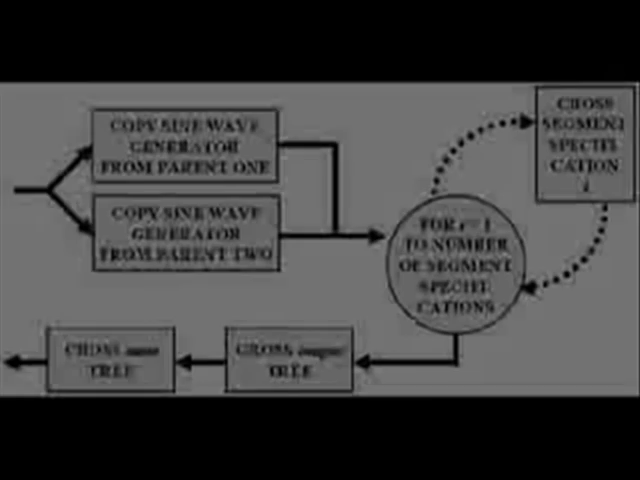 COPY SINE WAVE
GENERATOR
FROM PARENT ONE
COPY SINE WAVE
GENERATOR
FROM PARENT TWO
CROSS
SEGMENT
SPECIFI
CATION
i
FOR i = 1
TO NUMBER
OF SEGMENT
SPECIFI
CATIONS
CROSS
TREE
CROSS
TREE